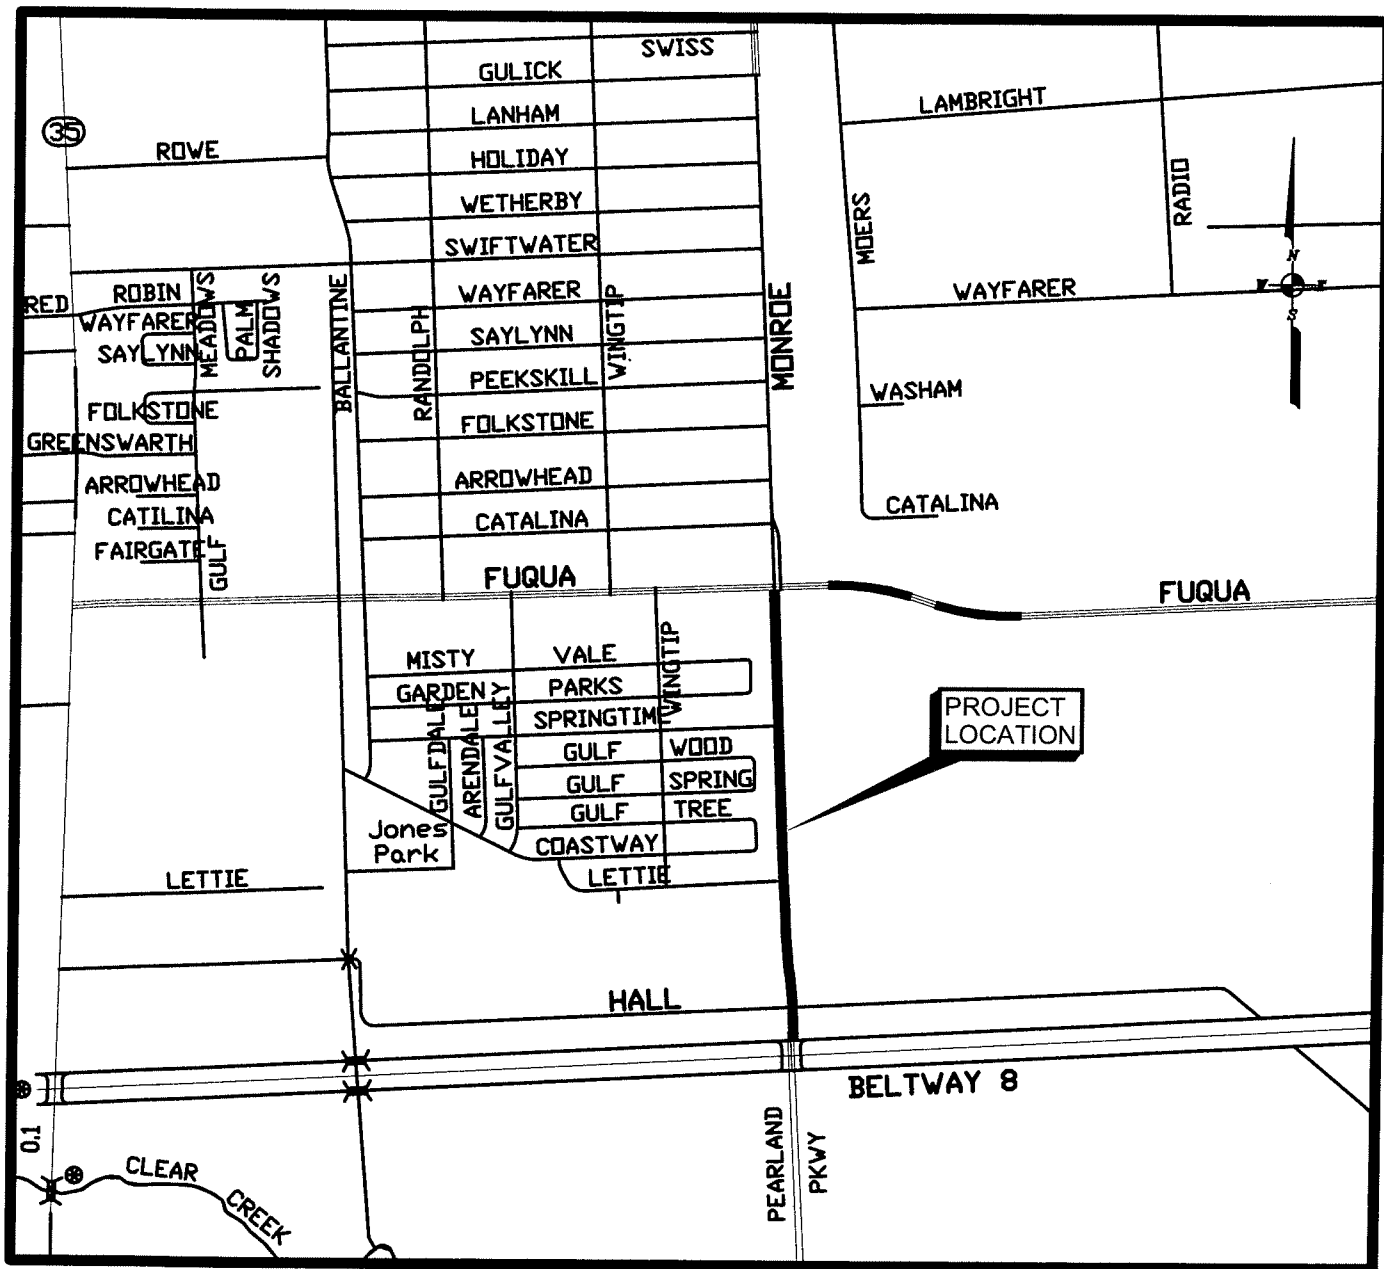 SWISS
GULICK
LANHAM
LAMBRIGHT
35
ROWE
HOLIDAY
WETHERBY
RADIO
MOERS
SWIFTWATER
N
W
E
S
RED
ROBIN
WAYFARER
SAYLYNN
MEADOWS
PALM
SHADOWS
BALLANTINE
RANDOLPH
WAYFARER
WINGTIP
MONROE
WAYFARER
SAYLYNN
PEEKSKILL
WASHAM
FOLKSTONE
FOLKSTONE
GREENSWARTH
ARROWHEAD
ARROWHEAD
CATILINA
CATALINA
CATALINA
FAIRGATE
GULF
FUQUA
FUQUA
MISTY VALE
GARDEN PARKS
WINGTIP
SPRINGTIM
GULFDALE
ARENDALE
GULFVALLEY
GULF WOOD
GULF SPRING
GULF TREE
PROJECT
LOCATION
Jones
Park
COASTWAY
LETTIE
LETTIE
HALL
BELTWAY 8
0.1
PEARLAND
PKWY
CLEAR
CREEK